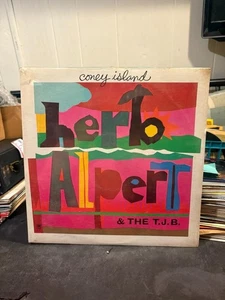 coney island
herb
ALPERT
& THE T.J.B.